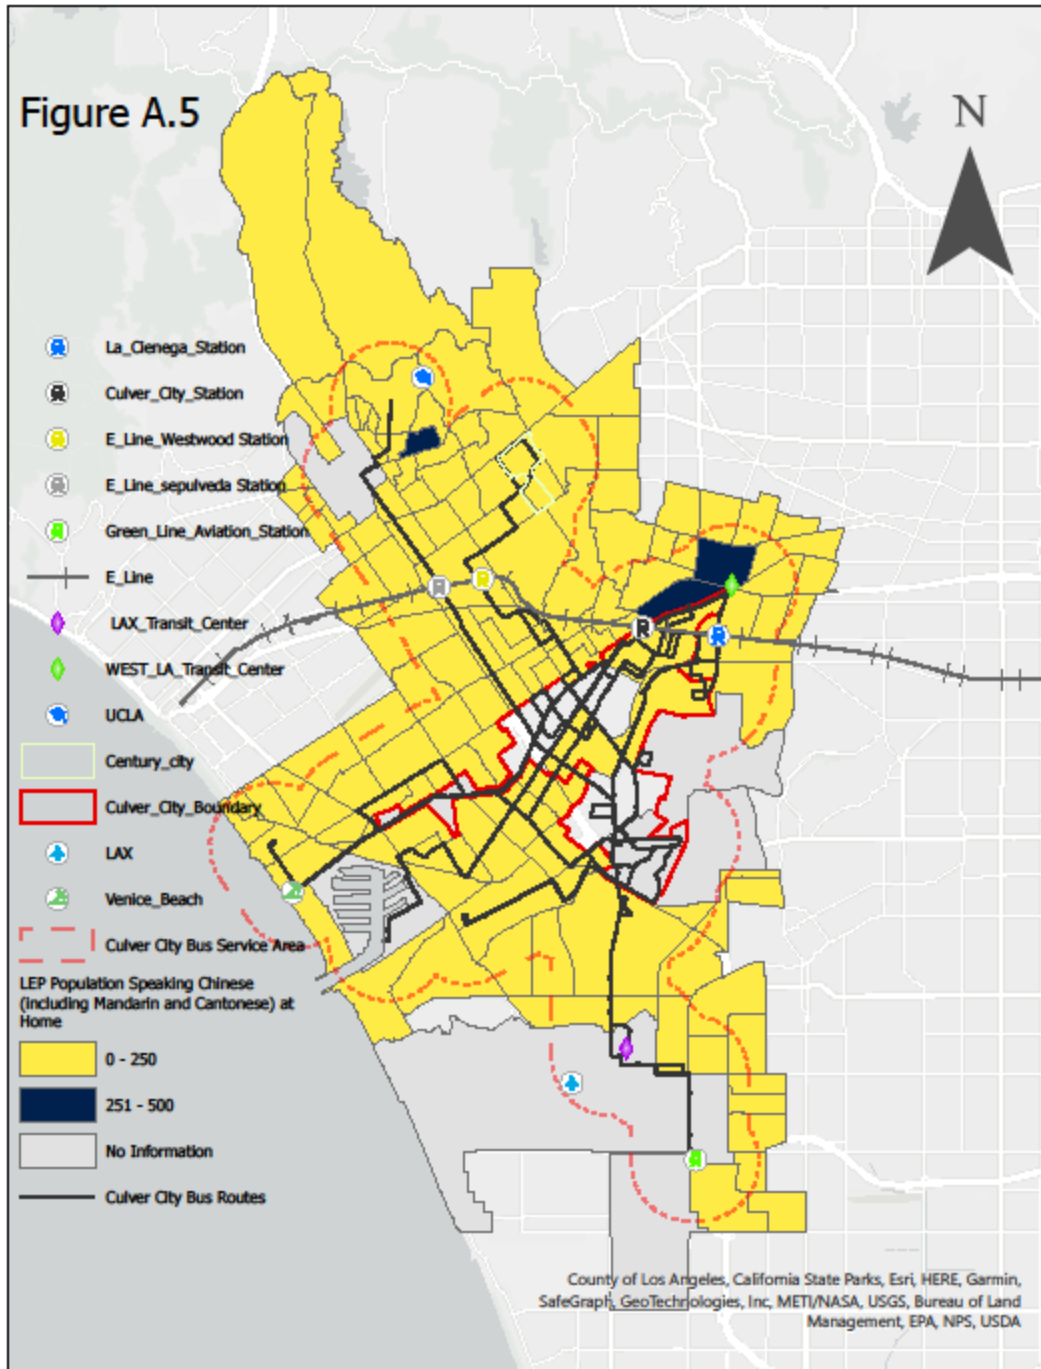 Figure A.5
N
La_Cienega_Station
Culver_City_Station
E_Line_Westwood Station
E_Line_sepulveda Station
Green_Line_Aviation_Station
E_Line
LAX_Transit_Center
WEST_LA_Transit_Center
UCLA
Century_city
Culver_City_Boundary
LAX
Venice_Beach
Culver City Bus Service Area
LEP Population Speaking Chinese
(including Mandarin and Cantonese) at
Home
0 - 250
251 - 500
No Information
Culver City Bus Routes
County of Los Angeles, California State Parks, Esri, HERE, Garmin,
SafeGraph, GeoTechnologies, Inc, METI/NASA, USGS, Bureau of Land
Management, EPA, NPS, USDA